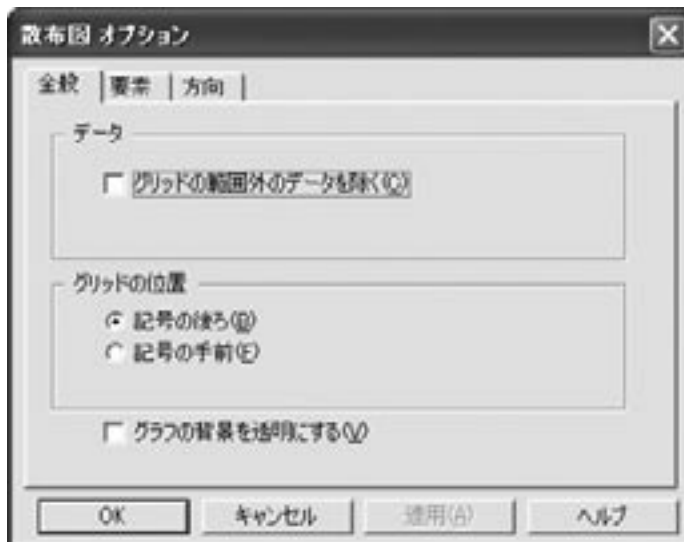 散布図 オプション
全般 要素 方向
データ
グリッドの範囲外のデータを除く(C)
グリッドの位置
記号の後ろ(B)
記号の手前(F)
グラフの背景を透明にする(V)
OK キャンセル 適用(A) ヘルプ